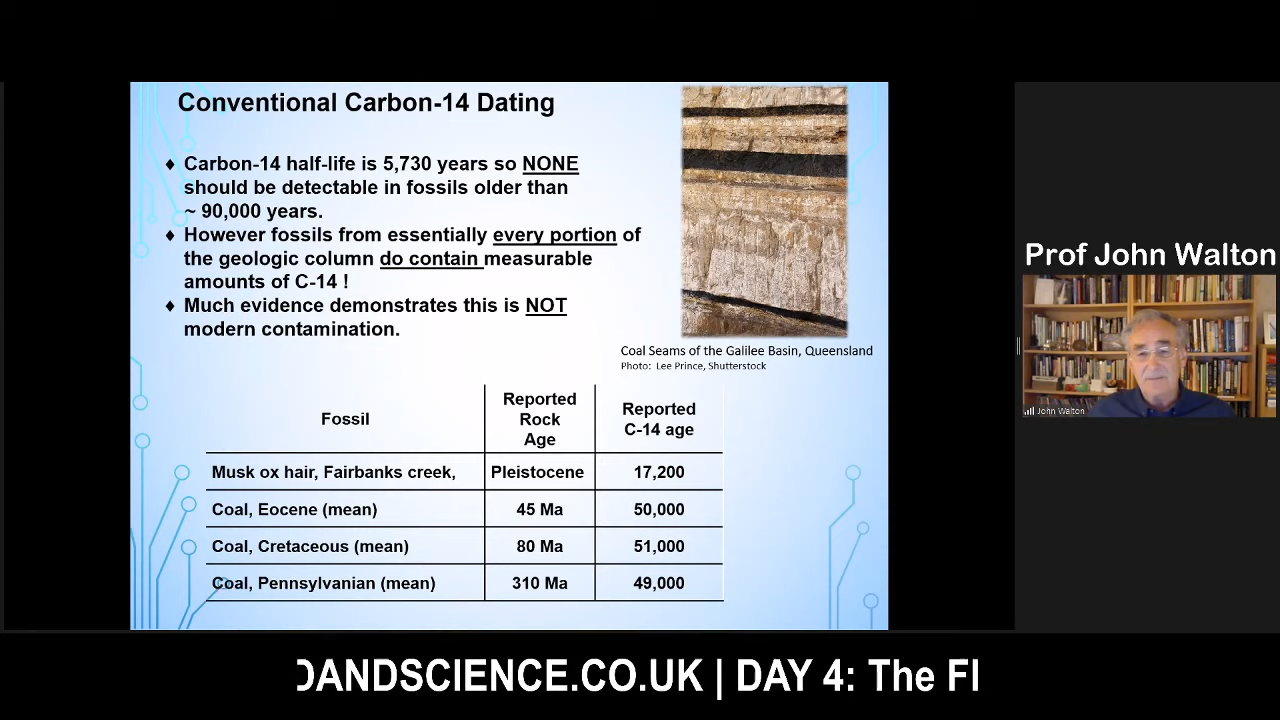 Conventional Carbon-14 Dating
♦ Carbon-14 half-life is 5,730 years so NONE
should be detectable in fossils older than
~ 90,000 years.
♦ However fossils from essentially every portion of
the geologic column do contain measurable
amounts of C-14 !
♦ Much evidence demonstrates this is NOT
modern contamination.
Coal Seams of the Galilee Basin, Queensland
Photo: Lee Prince, Shutterstock
Fossil
Reported
Rock
Age
Reported
C-14 age
Musk ox hair, Fairbanks creek, Pleistocene 17,200
Coal, Eocene (mean) 45 Ma 50,000
Coal, Cretaceous (mean) 80 Ma 51,000
Coal, Pennsylvanian (mean) 310 Ma 49,000
Prof John Walton
John Walton
DANDSCIENCE.CO.UK | DAY 4: The Fl